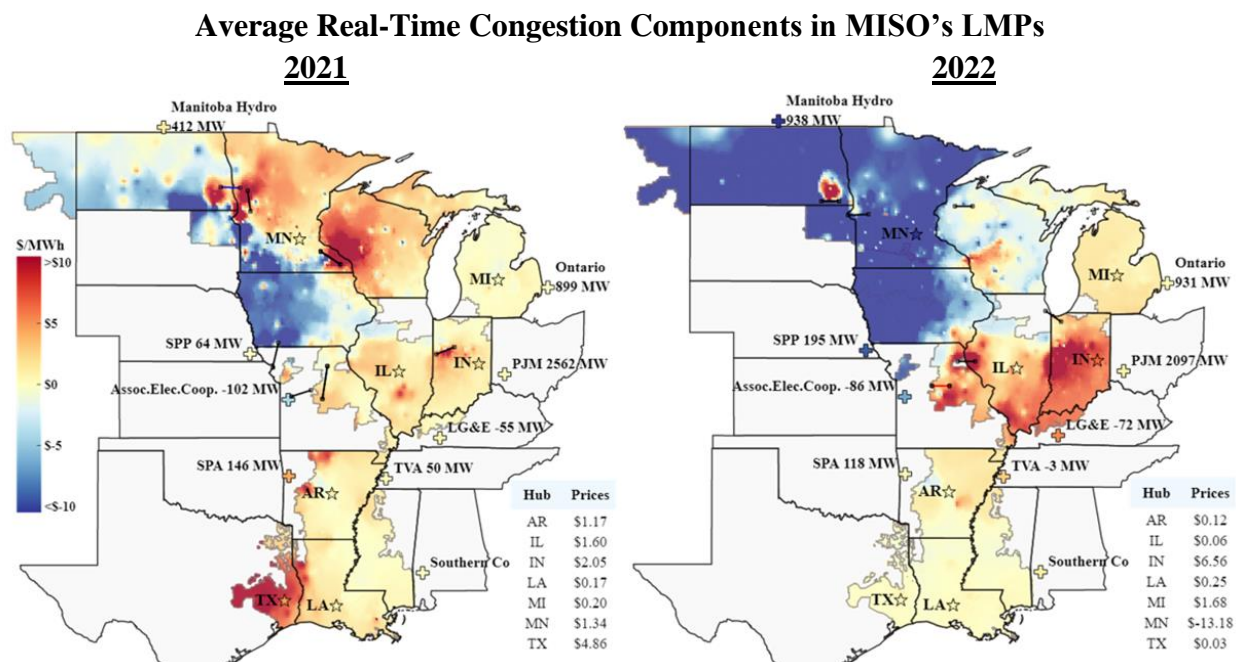 Average Real-Time Congestion Components in MISO's LMPs
2021
Manitoba Hydro
412 MW
$/MWh
>$10
$5
$0
$-5
<$-10
MN
MI
Ontario
899 MW
SPP 64 MW
IL
IN
PJM 2562 MW
Assoc.Elec.Coop. -102 MW
LG&E -55 MW
SPA 146 MW
TVA 50 MW
AR
Southern Co
TX
LA
Hub Prices
AR $1.17
IL $1.60
IN $2.05
LA $0.17
MI $0.20
MN $1.34
TX $4.86
2022
Manitoba Hydro
938 MW
MN
MI
Ontario
931 MW
SPP 195 MW
IL
IN
PJM 2097 MW
Assoc.Elec.Coop. -86 MW
LG&E -72 MW
SPA 118 MW
TVA -3 MW
AR
Southern Co
TX
LA
Hub Prices
AR $0.12
IL $0.06
IN $6.56
LA $0.25
MI $1.68
MN $-13.18
TX $0.03